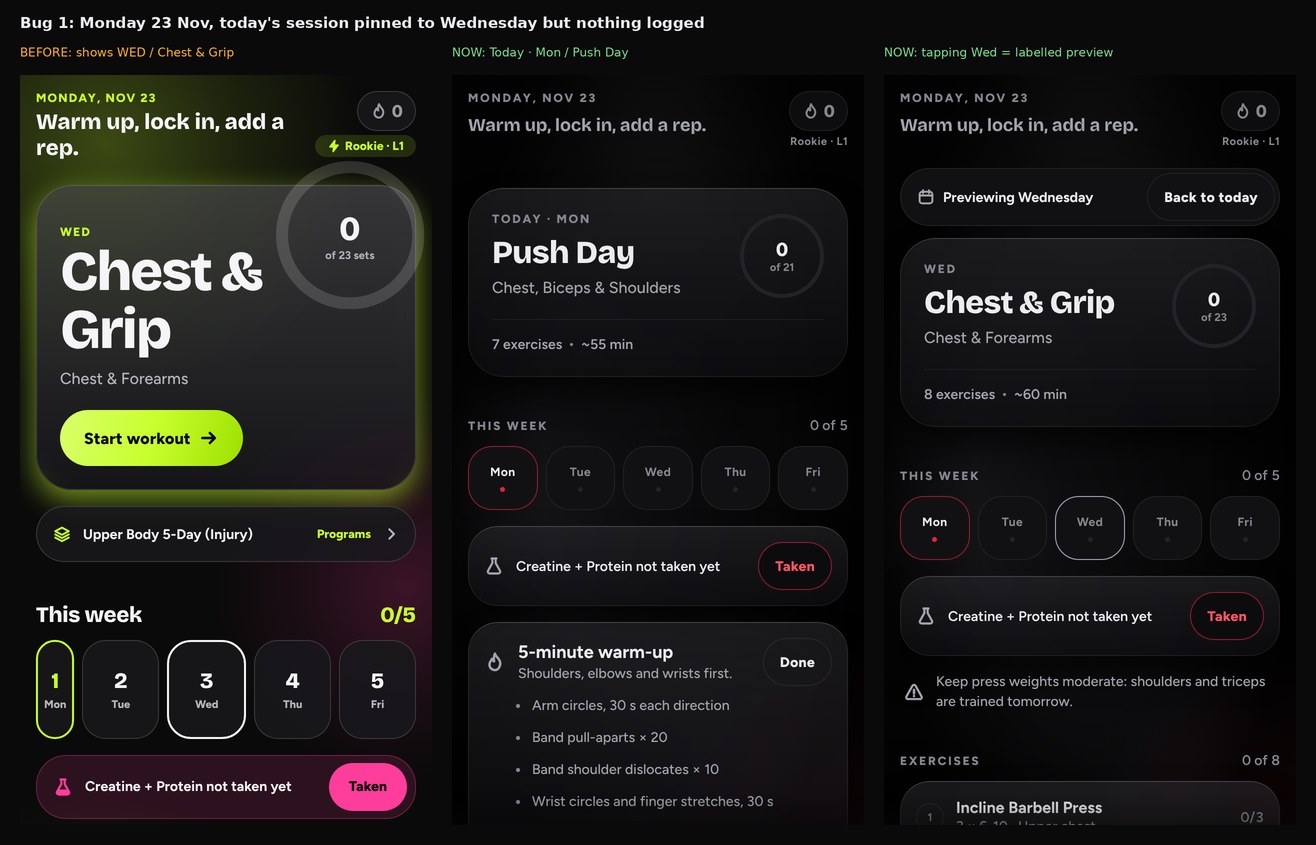 Bug 1: Monday 23 Nov, today's session pinned to Wednesday but nothing logged
BEFORE: shows WED / Chest & Grip
MONDAY, NOV 23
Warm up, lock in, add a
rep.
0
Rookie · L1
WED
Chest &
Grip
0
of 23 sets
Chest & Forearms
Start workout
Upper Body 5-Day (Injury)
Programs
This week
0/5
1
Mon
2
Tue
3
Wed
4
Thu
5
Fri
Creatine + Protein not taken yet
Taken
NOW: Today · Mon / Push Day
MONDAY, NOV 23
Warm up, lock in, add a rep.
0
Rookie · L1
TODAY · MON
Push Day
Chest, Biceps & Shoulders
0
of 21
7 exercises • ~55 min
THIS WEEK
0 of 5
Mon
Tue
Wed
Thu
Fri
Creatine + Protein not taken yet
Taken
5-minute warm-up
Shoulders, elbows and wrists first.
Done
• Arm circles, 30 s each direction
• Band pull-aparts × 20
• Band shoulder dislocates × 10
• Wrist circles and finger stretches, 30 s
NOW: tapping Wed = labelled preview
MONDAY, NOV 23
Warm up, lock in, add a rep.
0
Rookie · L1
Previewing Wednesday
Back to today
WED
Chest & Grip
Chest & Forearms
0
of 23
8 exercises • ~60 min
THIS WEEK
0 of 5
Mon
Tue
Wed
Thu
Fri
Creatine + Protein not taken yet
Taken
Keep press weights moderate: shoulders and triceps
are trained tomorrow.
EXERCISES
0 of 8
1
Incline Barbell Press
0/3